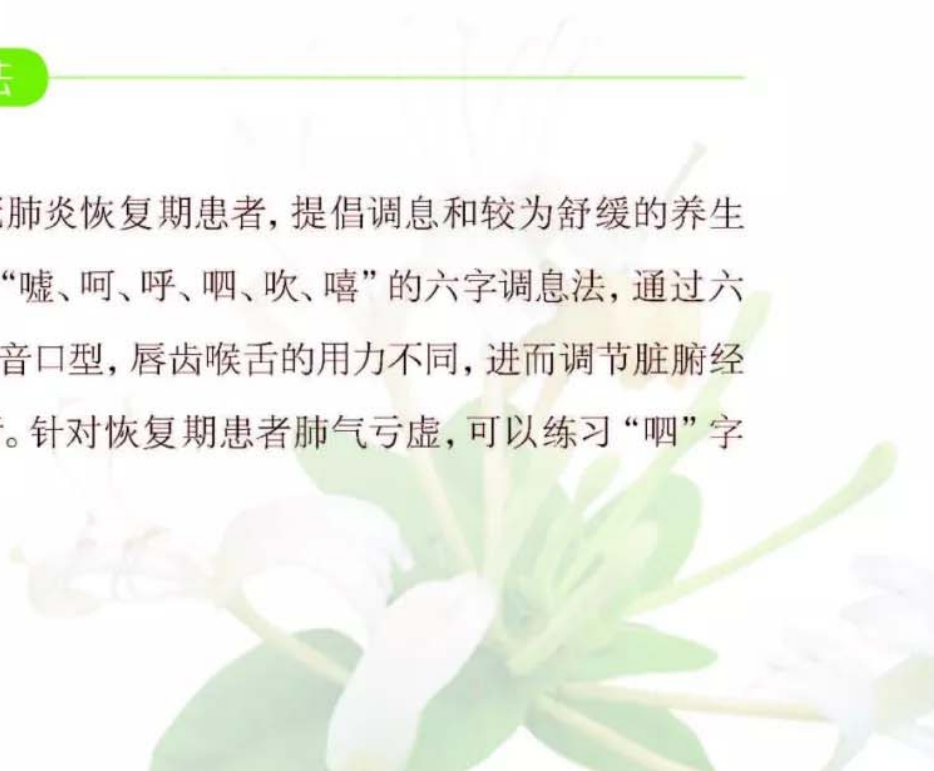 法
肺炎恢复期患者，提倡调息和较为舒缓的养生
“嘘、呵、呼、呬、吹、嘻”的六字调息法，通过六
音口型，唇齿喉舌的用力不同，进而调节脏腑经
。针对恢复期患者肺气亏虚，可以练习“呬”字